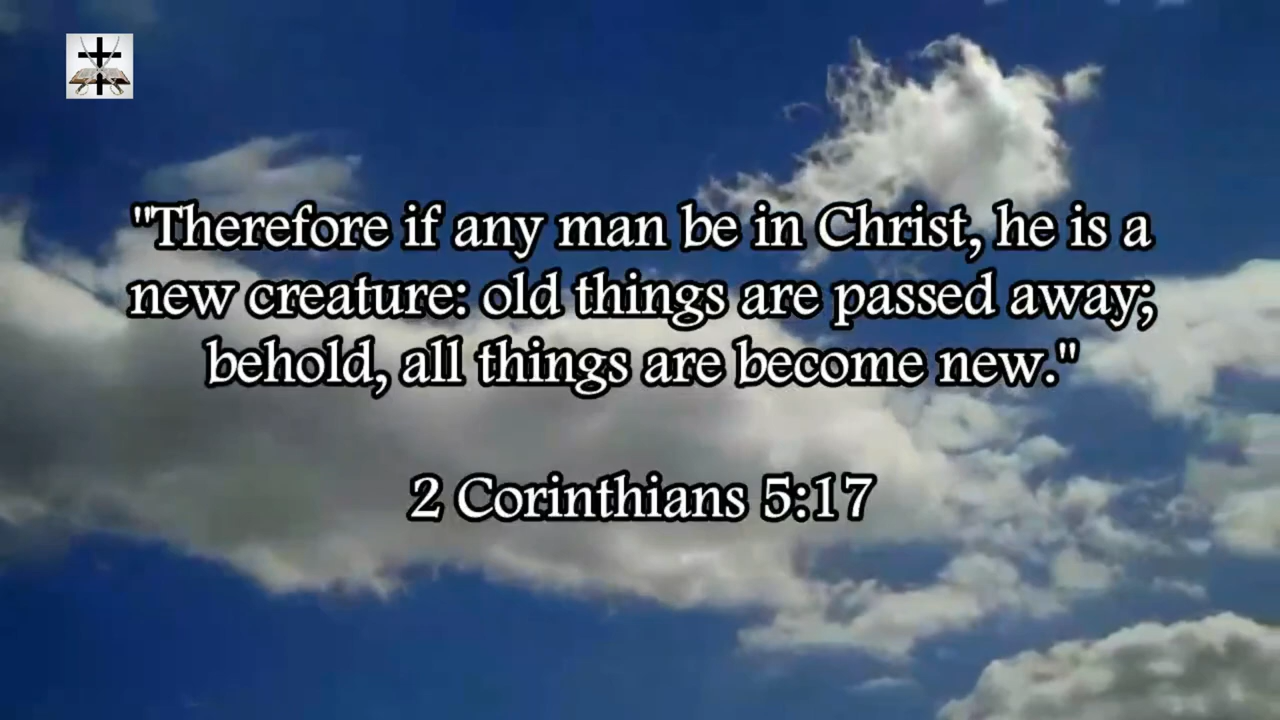 "Therefore if any man be in Christ, he is a
new creature: old things are passed away;
behold, all things are become new."
2 Corinthians 5:17